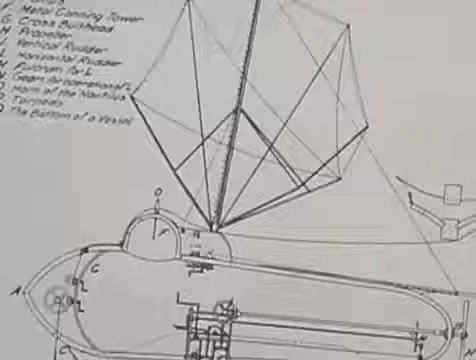 F. Metal Conning Tower
G. Cross Bulkhead
H. Propeller
Vertical Rudder
L. Horizontal Rudder
Fulcrum for L
Gears for operational L
Horn of the Nautilus
Torpedo
The Bottom of a Vessel
O
F
H
G
A
L
L
C